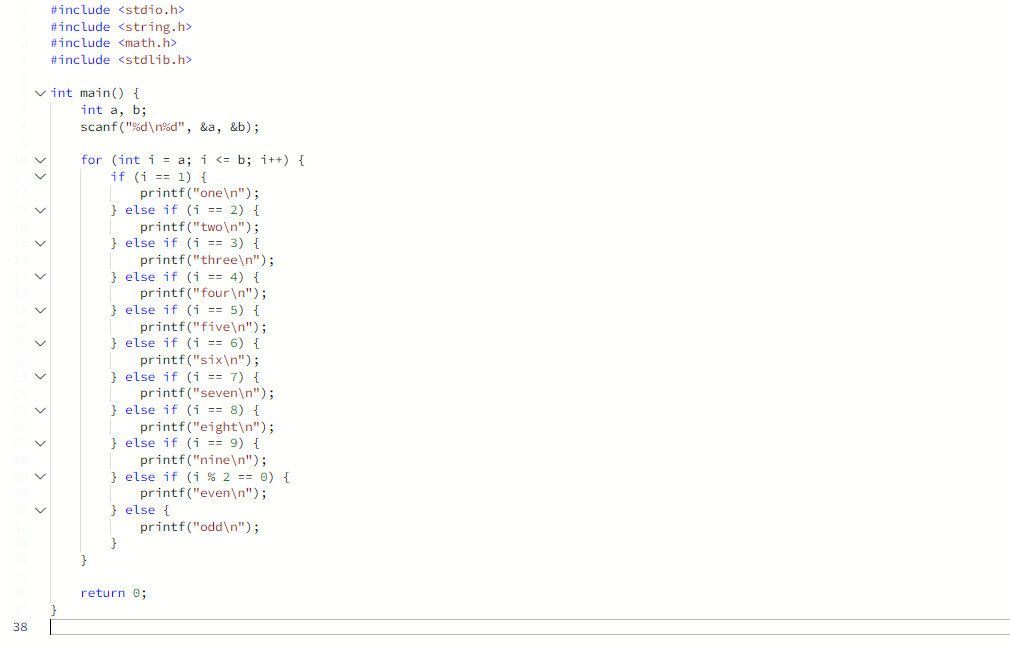 #include <stdio.h>
#include <string.h>
#include <math.h>
#include <stdlib.h>
int main() {
int a, b;
scanf("%d\n%d", &a, &b);
for (int i = a; i <= b; i++) {
if (i == 1) {
printf("one\n");
} else if (i == 2) {
printf("two\n");
} else if (i == 3) {
printf("three\n");
} else if (i == 4) {
printf("four\n");
} else if (i == 5) {
printf("five\n");
} else if (i == 6) {
printf("six\n");
} else if (i == 7) {
printf("seven\n");
} else if (i == 8) {
printf("eight\n");
} else if (i == 9) {
printf("nine\n");
} else if (i % 2 == 0) {
printf("even\n");
} else {
printf("odd\n");
}
}
return 0;
}
38